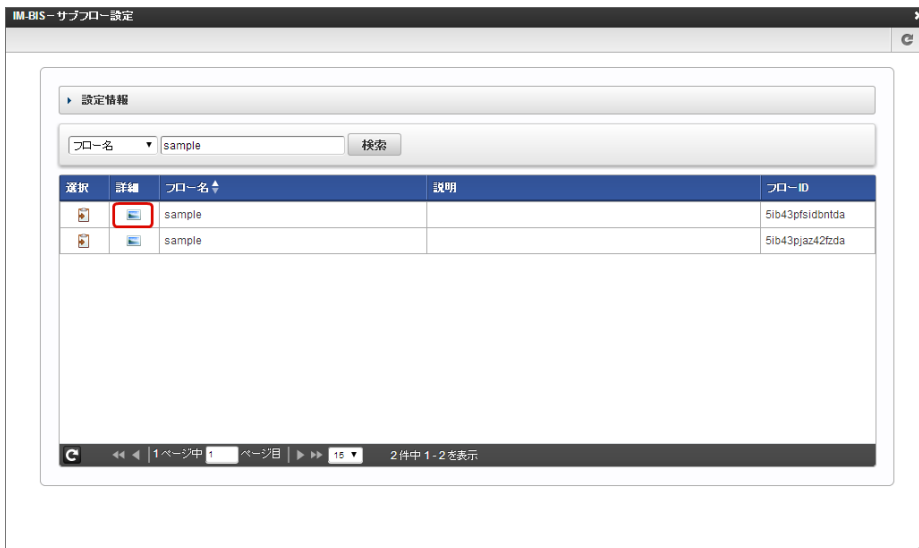 IM-BIS－サブフロー設定
設定情報
フロー名 sample 検索
選択 詳細 フロー名 説明 フローID
sample 5ib43pfsidbntda
sample 5ib43pjaz42fzda
1ページ中 1 ページ目 15 2件中 1 - 2 を表示